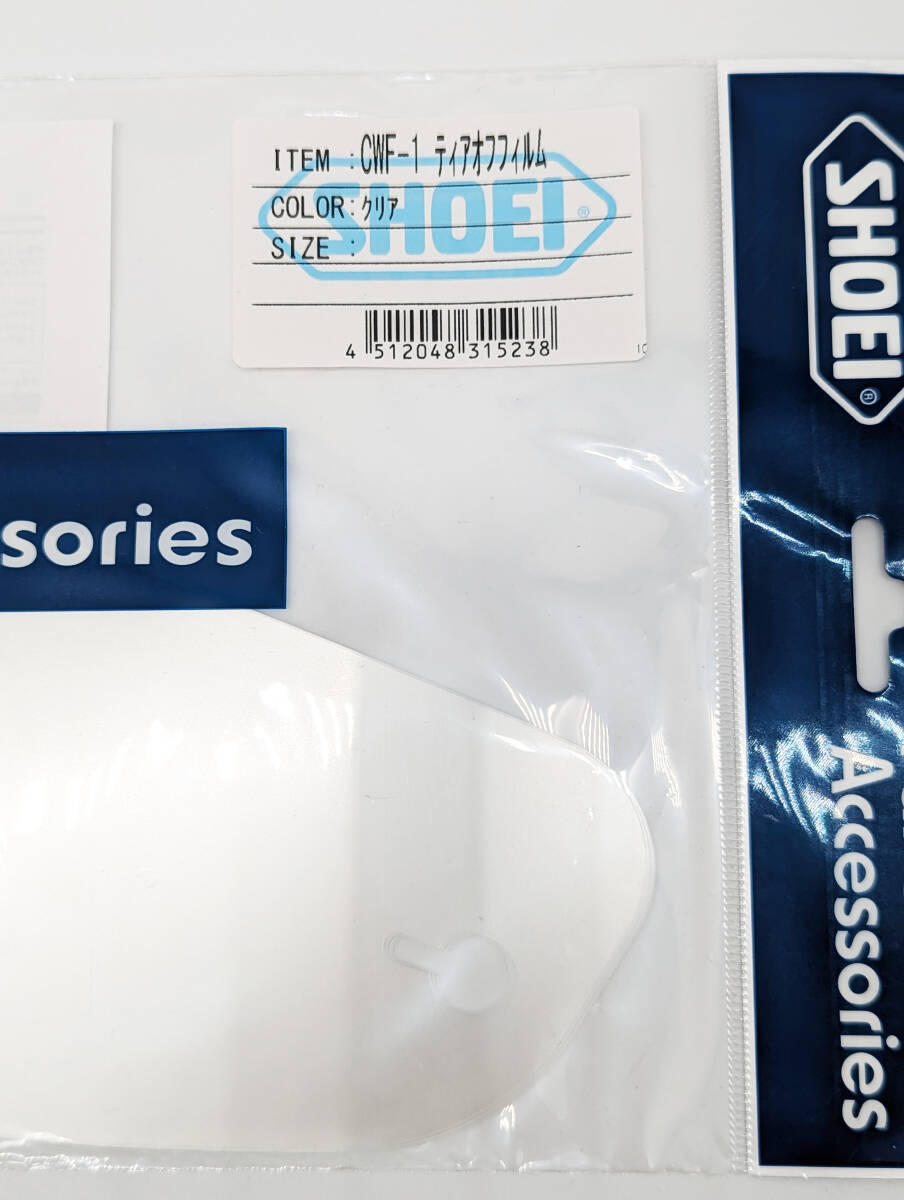 ITEM :CWF-1 ティアオフフィルム
COLOR:クリア
SIZE :
SHOEI®
4 512048 315238
sories
SHOEI®
Accessories